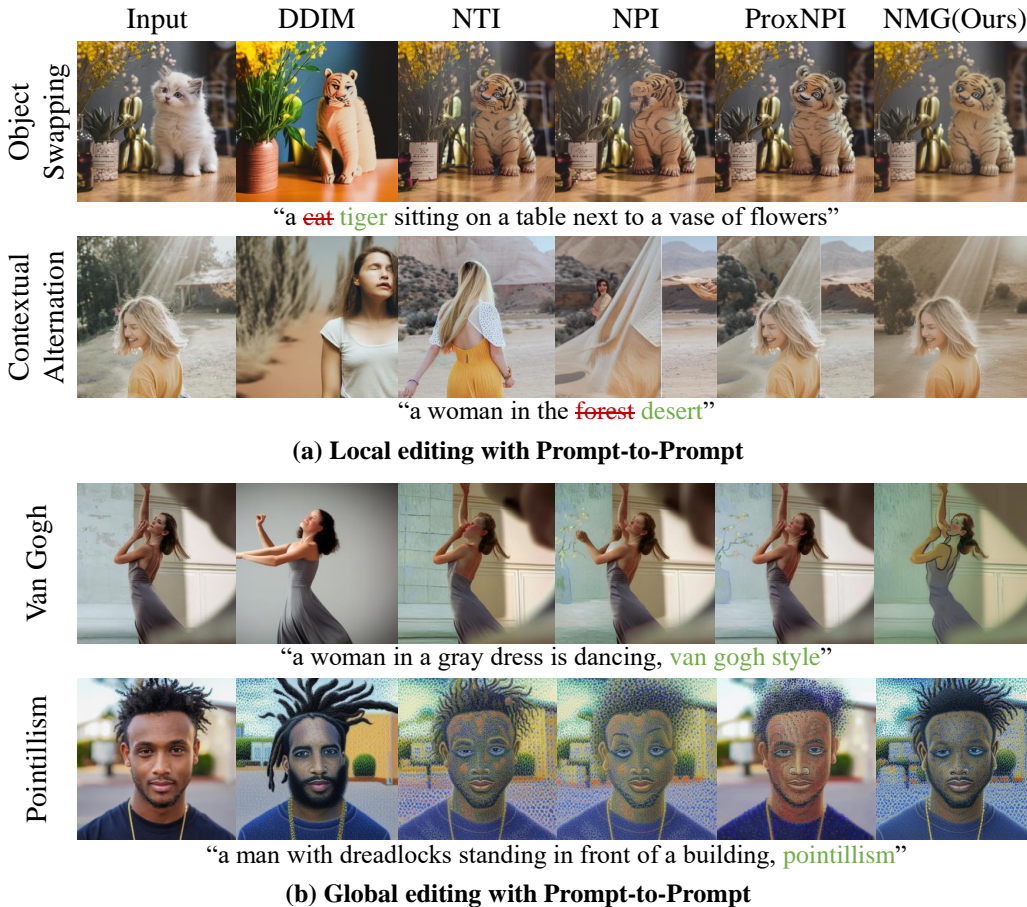 Input DDIM NTI NPI ProxNPI NMG(Ours)
Object
Swapping
“a cat tiger sitting on a table next to a vase of flowers”
Contextual
Alternation
“a woman in the forest desert”
(a) Local editing with Prompt-to-Prompt
Van Gogh
“a woman in a gray dress is dancing, van gogh style”
Pointillism
“a man with dreadlocks standing in front of a building, pointillism”
(b) Global editing with Prompt-to-Prompt